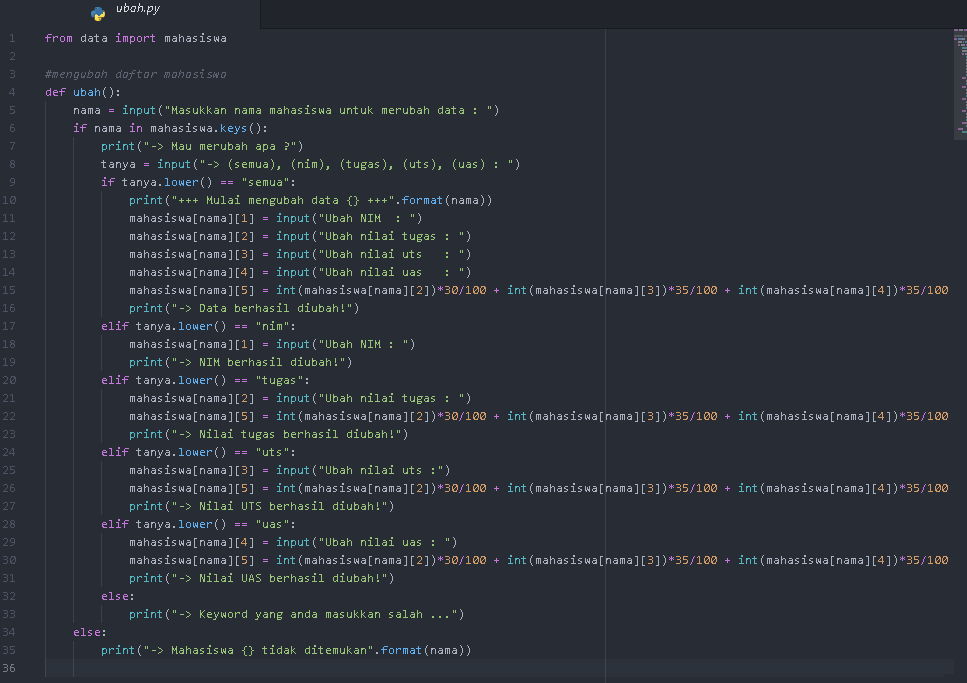 ubah.py
1 from data import mahasiswa
2
3 #mengubah daftar mahasiswa
4 def ubah():
5     nama = input("Masukkan nama mahasiswa untuk merubah data : ")
6     if nama in mahasiswa.keys():
7         print("-> Mau merubah apa ?")
8         tanya = input("-> (semua), (nim), (tugas), (uts), (uas) : ")
9         if tanya.lower() == "semua":
10             print("+++ Mulai mengubah data {} +++".format(nama))
11             mahasiswa[nama][1] = input("Ubah NIM  : ")
12             mahasiswa[nama][2] = input("Ubah nilai tugas : ")
13             mahasiswa[nama][3] = input("Ubah nilai uts   : ")
14             mahasiswa[nama][4] = input("Ubah nilai uas   : ")
15             mahasiswa[nama][5] = int(mahasiswa[nama][2])*30/100 + int(mahasiswa[nama][3])*35/100 + int(mahasiswa[nama][4])*35/100
16             print("-> Data berhasil diubah!")
17         elif tanya.lower() == "nim":
18             mahasiswa[nama][1] = input("Ubah NIM : ")
19             print("-> NIM berhasil diubah!")
20         elif tanya.lower() == "tugas":
21             mahasiswa[nama][2] = input("Ubah nilai tugas : ")
22             mahasiswa[nama][5] = int(mahasiswa[nama][2])*30/100 + int(mahasiswa[nama][3])*35/100 + int(mahasiswa[nama][4])*35/100
23             print("-> Nilai tugas berhasil diubah!")
24         elif tanya.lower() == "uts":
25             mahasiswa[nama][3] = input("Ubah nilai uts :")
26             mahasiswa[nama][5] = int(mahasiswa[nama][2])*30/100 + int(mahasiswa[nama][3])*35/100 + int(mahasiswa[nama][4])*35/100
27             print("-> Nilai UTS berhasil diubah!")
28         elif tanya.lower() == "uas":
29             mahasiswa[nama][4] = input("Ubah nilai uas : ")
30             mahasiswa[nama][5] = int(mahasiswa[nama][2])*30/100 + int(mahasiswa[nama][3])*35/100 + int(mahasiswa[nama][4])*35/100
31             print("-> Nilai UAS berhasil diubah!")
32         else:
33             print("-> Keyword yang anda masukkan salah ...")
34     else:
35         print("-> Mahasiswa {} tidak ditemukan".format(nama))
36